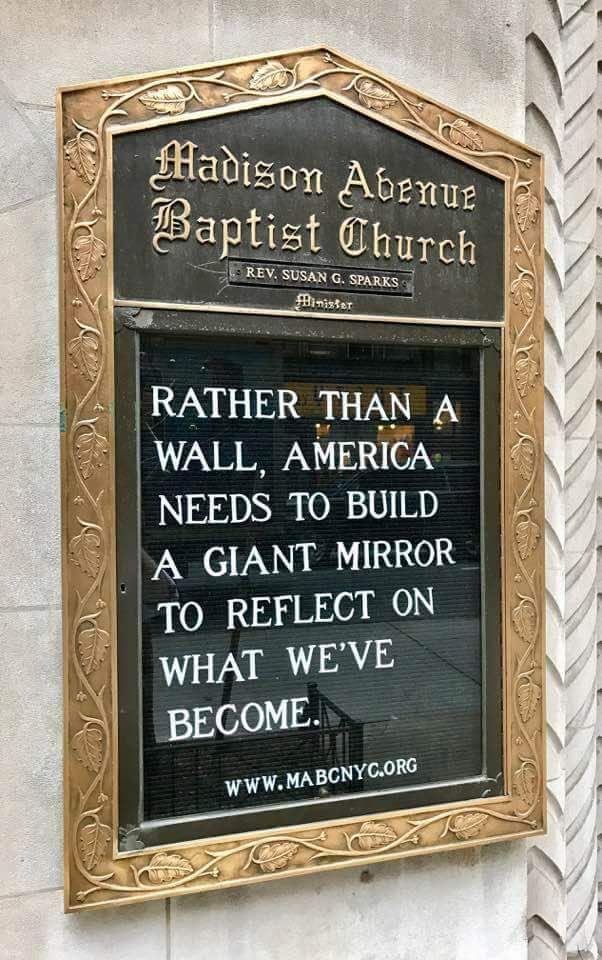 Madison Avenue
Baptist Church
REV. SUSAN G. SPARKS
Minister
RATHER THAN A
WALL, AMERICA
NEEDS TO BUILD
A GIANT MIRROR
TO REFLECT ON
WHAT WE'VE
BECOME.
WWW.MABCNYC.ORG